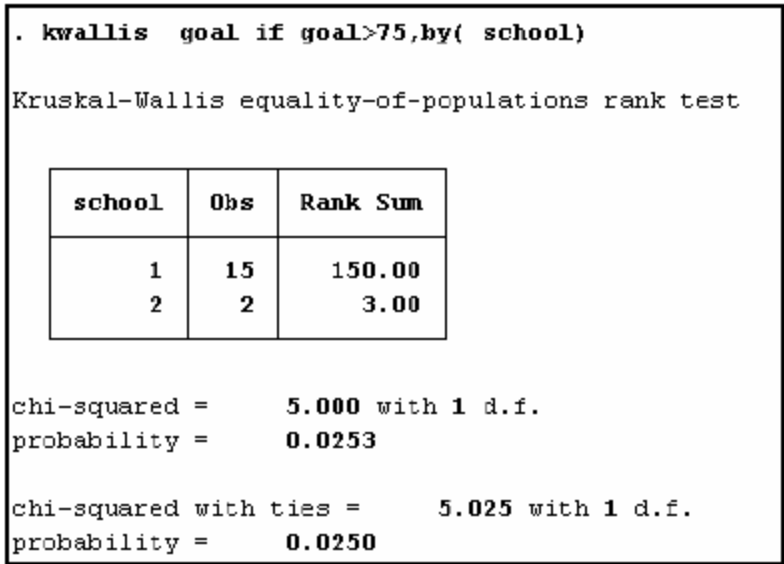 . kwallis goal if goal>75,by( school)
Kruskal-Wallis equality-of-populations rank test
school Obs Rank Sum
1 15 150.00
2 2 3.00
chi-squared = 5.000 with 1 d.f.
probability = 0.0253
chi-squared with ties = 5.025 with 1 d.f.
probability = 0.0250